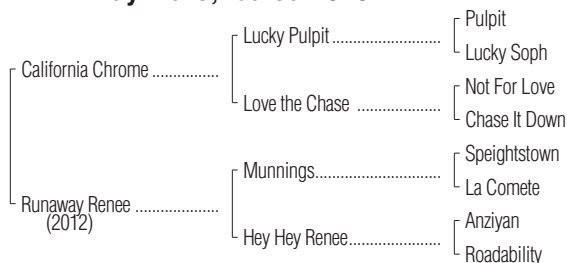 Pulpit
Lucky Pulpit
Lucky Soph
California Chrome
Not For Love
Love the Chase
Chase It Down
Speightstown
Munnings
La Comete
Runaway Renee
(2012)
Anziyan
Hey Hey Renee
Roadability